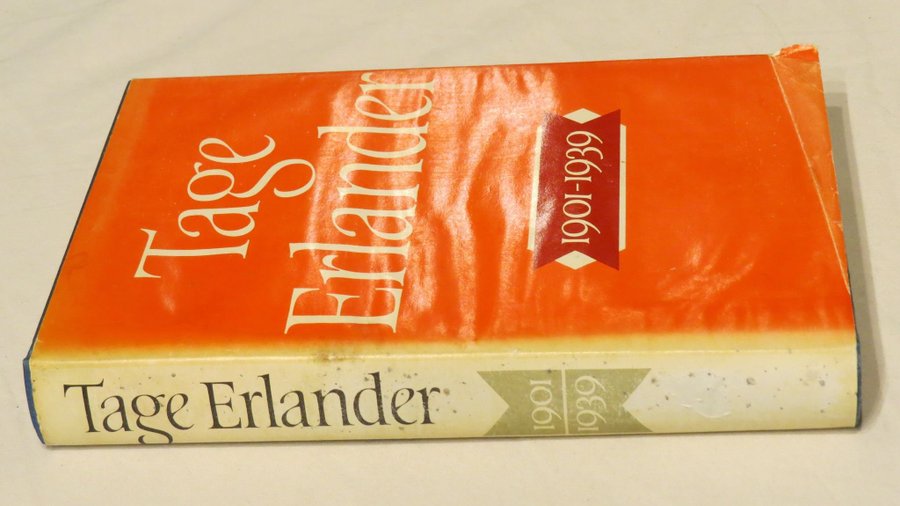 Tage
Erlander
1901-1939
Tage Erlander
1901
1939